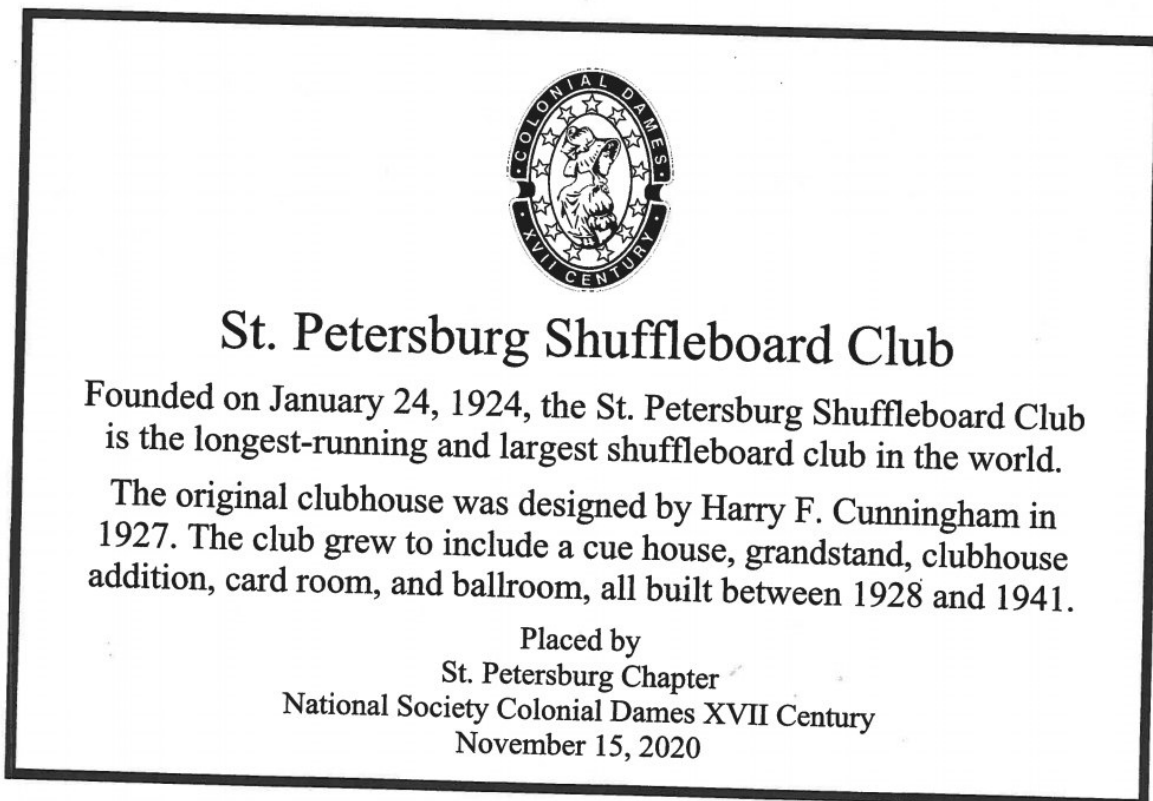 COLONIAL DAMES
XVII CENTURY
St. Petersburg Shuffleboard Club
Founded on January 24, 1924, the St. Petersburg Shuffleboard Club
is the longest-running and largest shuffleboard club in the world.
The original clubhouse was designed by Harry F. Cunningham in
1927. The club grew to include a cue house, grandstand, clubhouse
addition, card room, and ballroom, all built between 1928 and 1941.
Placed by
St. Petersburg Chapter
National Society Colonial Dames XVII Century
November 15, 2020